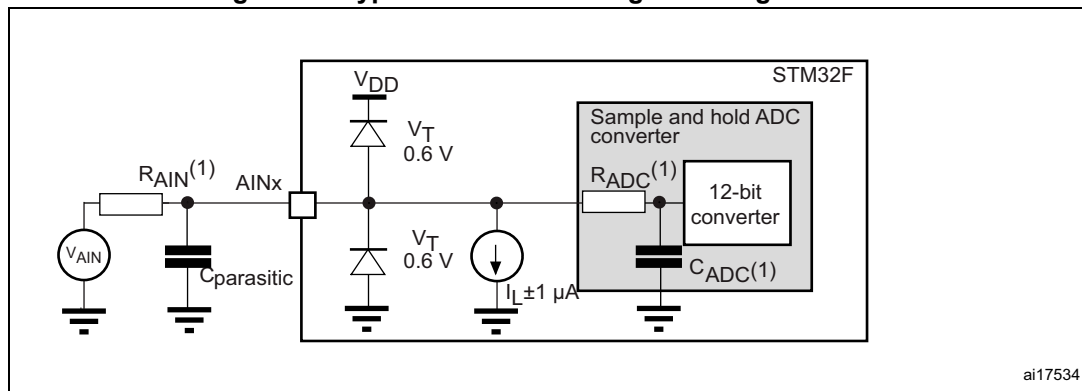 STM32F
VDD
Sample and hold ADC
converter
VT
0.6 V
RAIN(1)
AINx
RADC(1)
12-bit
converter
VAIN
Cparasitic
VT
0.6 V
IL±1 µA
CADC(1)
ai17534